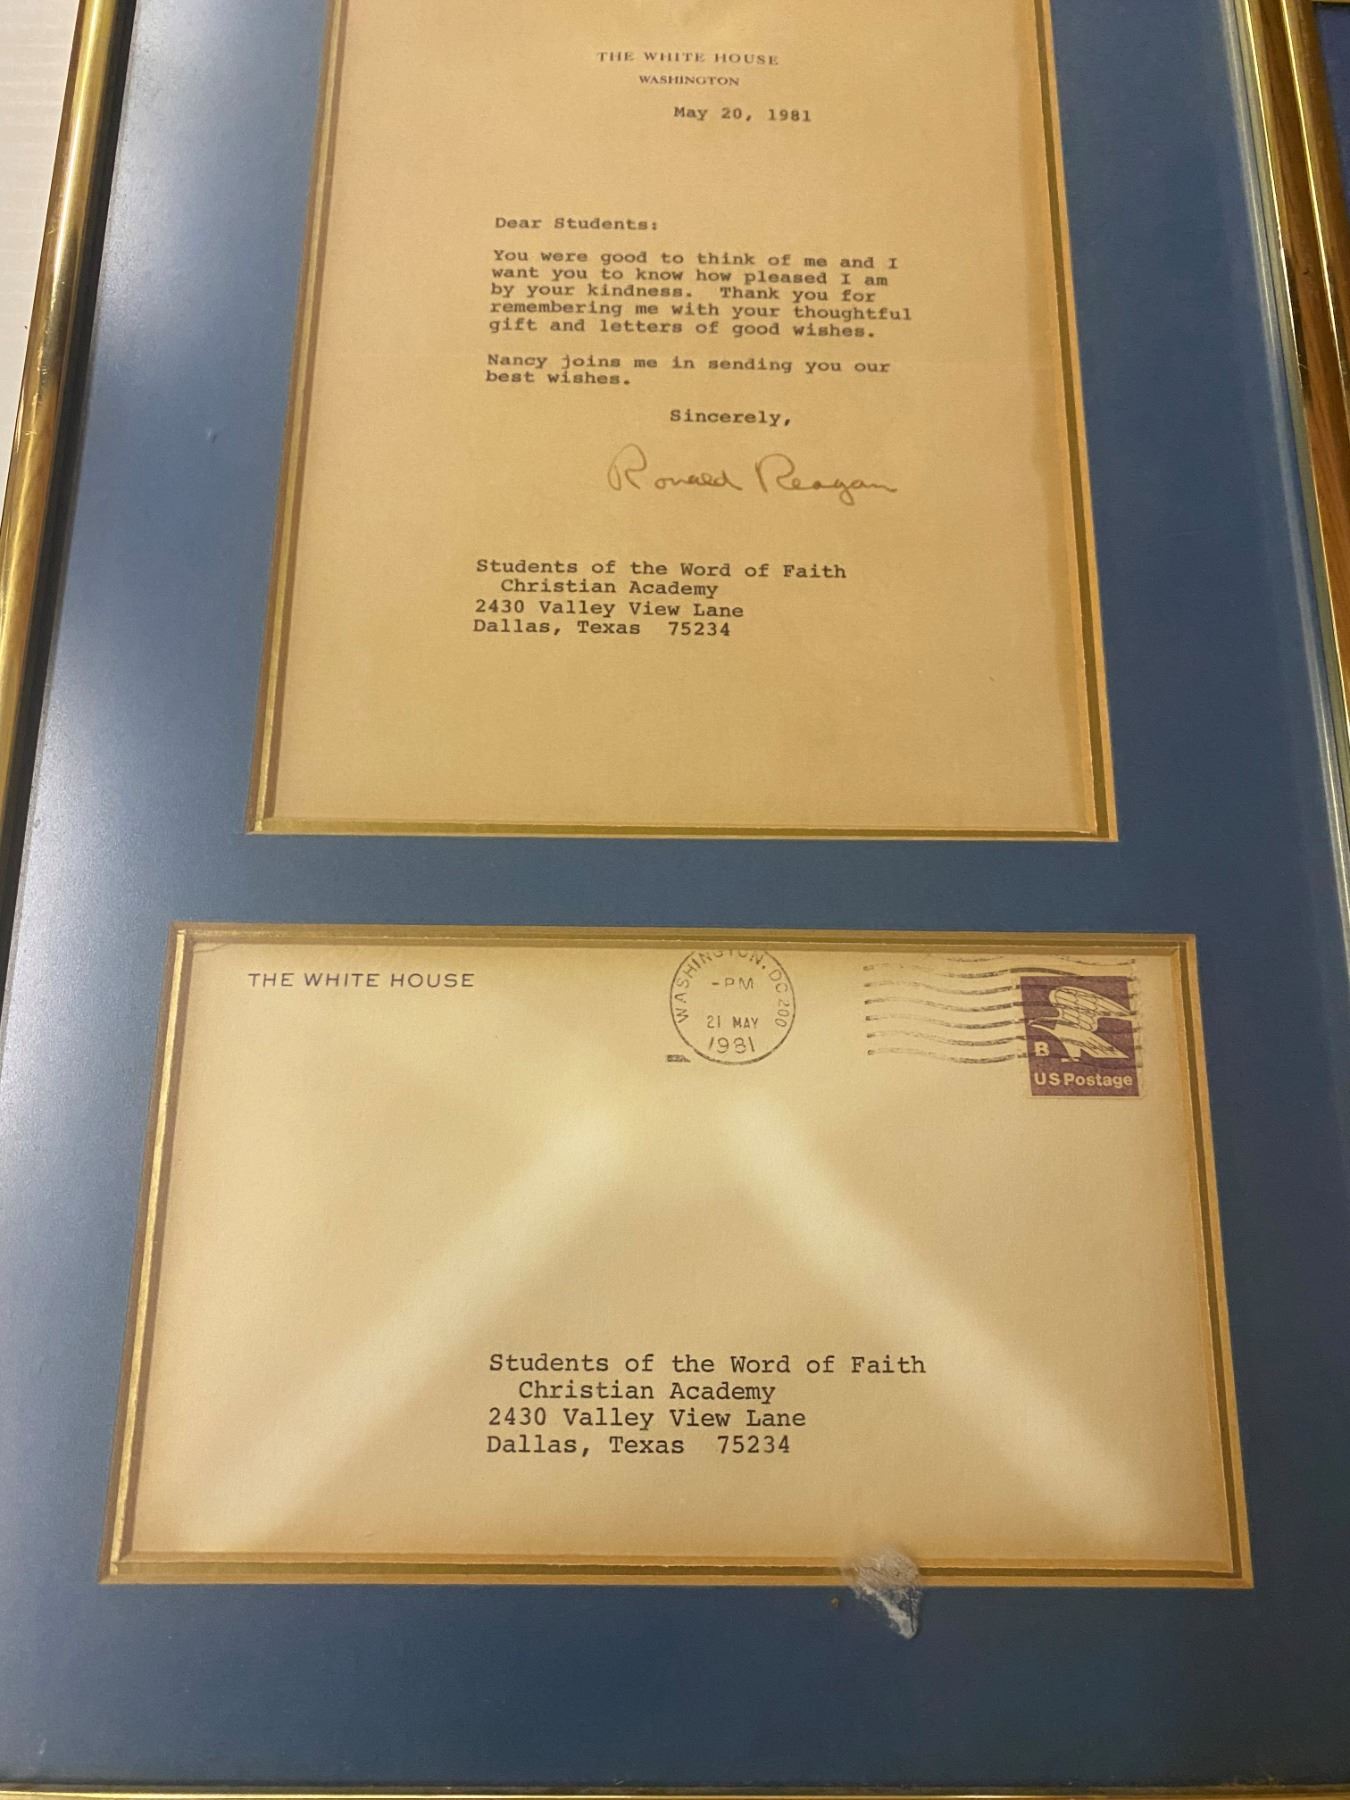 THE WHITE HOUSE
WASHINGTON
May 20, 1981
Dear Students:
You were good to think of me and I
want you to know how pleased I am
by your kindness.  Thank you for
remembering me with your thoughtful
gift and letters of good wishes.
Nancy joins me in sending you our
best wishes.
Sincerely,
Ronald Reagan
Students of the Word of Faith
Christian Academy
2430 Valley View Lane
Dallas, Texas  75234
THE WHITE HOUSE
WASHINGTON, DC 200
-PM
21 MAY
1981
B
US Postage
Students of the Word of Faith
Christian Academy
2430 Valley View Lane
Dallas, Texas  75234